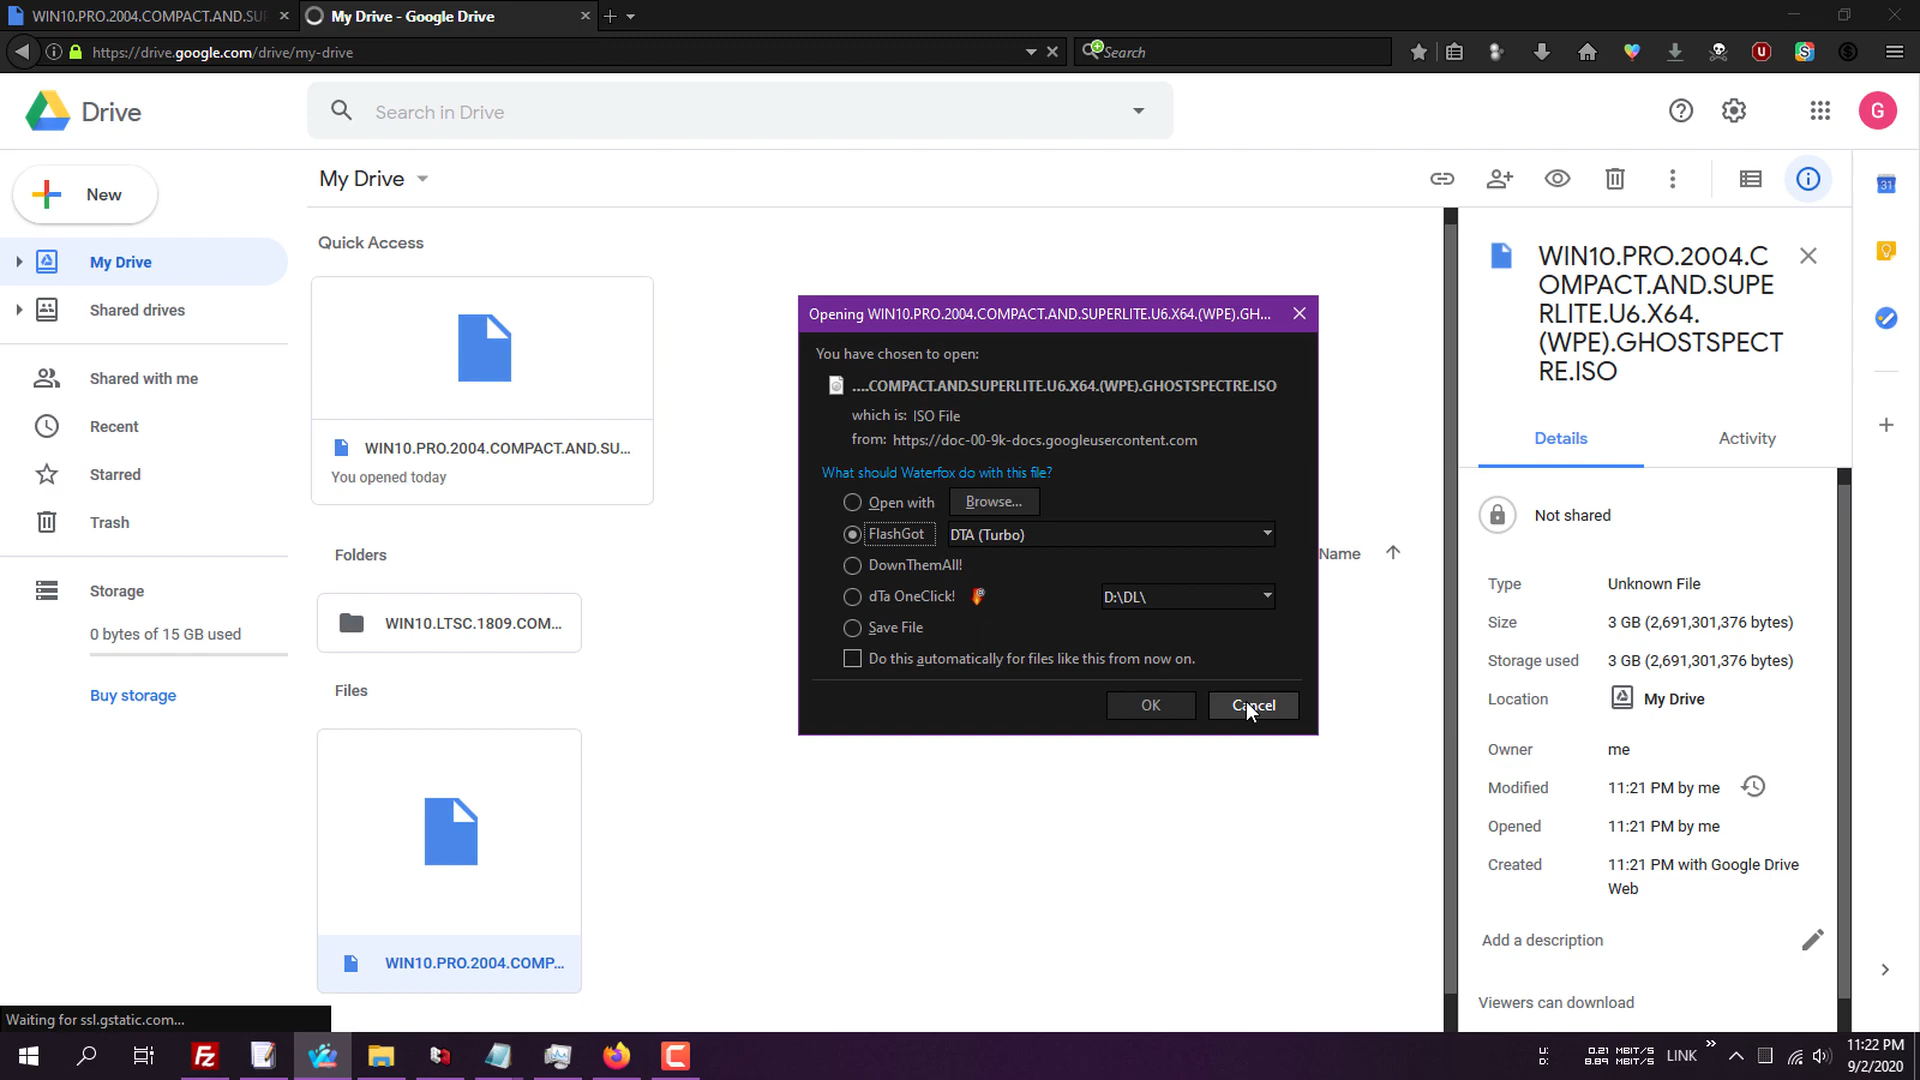 WIN10.PRO.2004.COMPACT.AND.SU
My Drive - Google Drive
https://drive.google.com/drive/my-drive
Search
Drive
Search in Drive
G
New
My Drive
My Drive
Shared drives
Shared with me
Recent
Starred
Trash
Storage
0 bytes of 15 GB used
Buy storage
Quick Access
WIN10.PRO.2004.COMPACT.AND.SU...
You opened today
Folders
Name
WIN10.LTSC.1809.COM...
Files
WIN10.PRO.2004.COMP...
Opening WIN10.PRO.2004.COMPACT.AND.SUPERLITE.U6.X64.(WPE).GH...
You have chosen to open:
....COMPACT.AND.SUPERLITE.U6.X64.(WPE).GHOSTSPECTRE.ISO
which is: ISO File
from: https://doc-00-9k-docs.googleusercontent.com
What should Waterfox do with this file?
Open with Browse...
FlashGot DTA (Turbo)
DownThemAll!
dTa OneClick! D:\DL\
Save File
Do this automatically for files like this from now on.
OK Cancel
WIN10.PRO.2004.C
OMPACT.AND.SUPE
RLITE.U6.X64.
(WPE).GHOSTSPECT
RE.ISO
Details Activity
Not shared
Type Unknown File
Size 3 GB (2,691,301,376 bytes)
Storage used 3 GB (2,691,301,376 bytes)
Location My Drive
Owner me
Modified 11:21 PM by me
Opened 11:21 PM by me
Created 11:21 PM with Google Drive
Web
Add a description
Viewers can download
31
Waiting for ssl.gstatic.com...
U: 0.21 MBIT/S
D: 8.89 MBIT/S
LINK
11:22 PM
9/2/2020